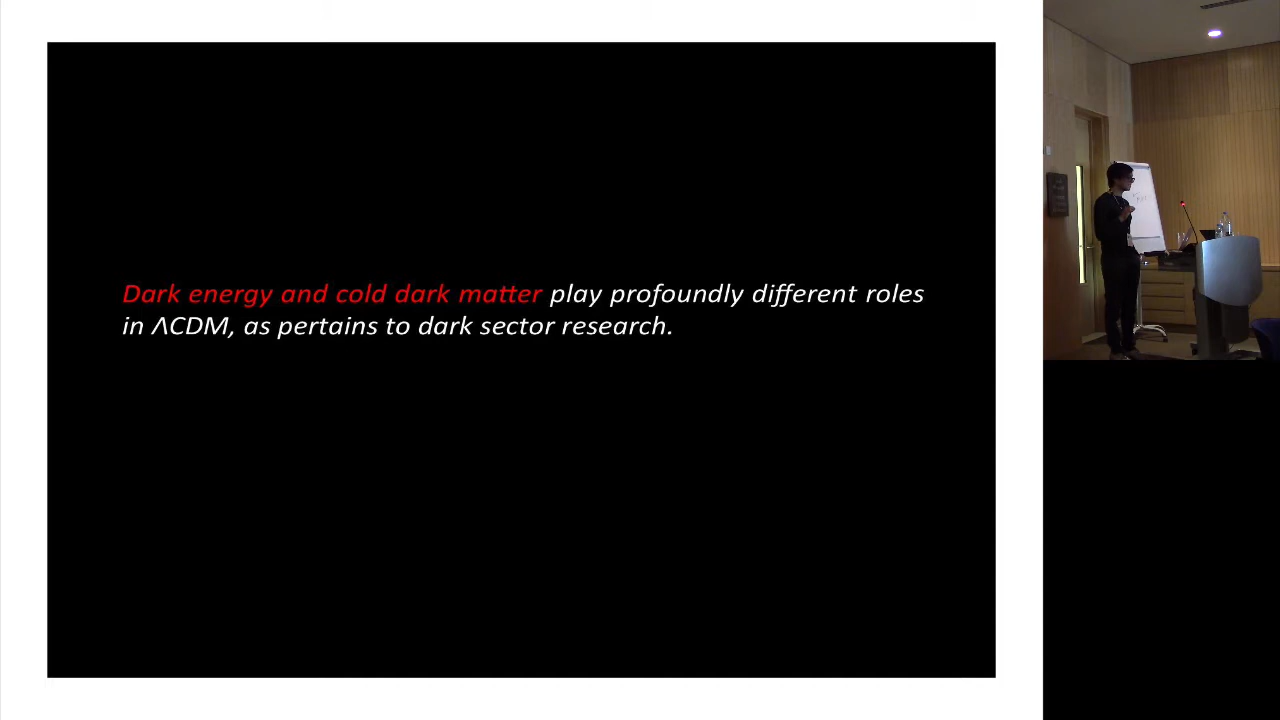 Dark energy and cold dark matter play profoundly different roles
in ΛCDM, as pertains to dark sector research.